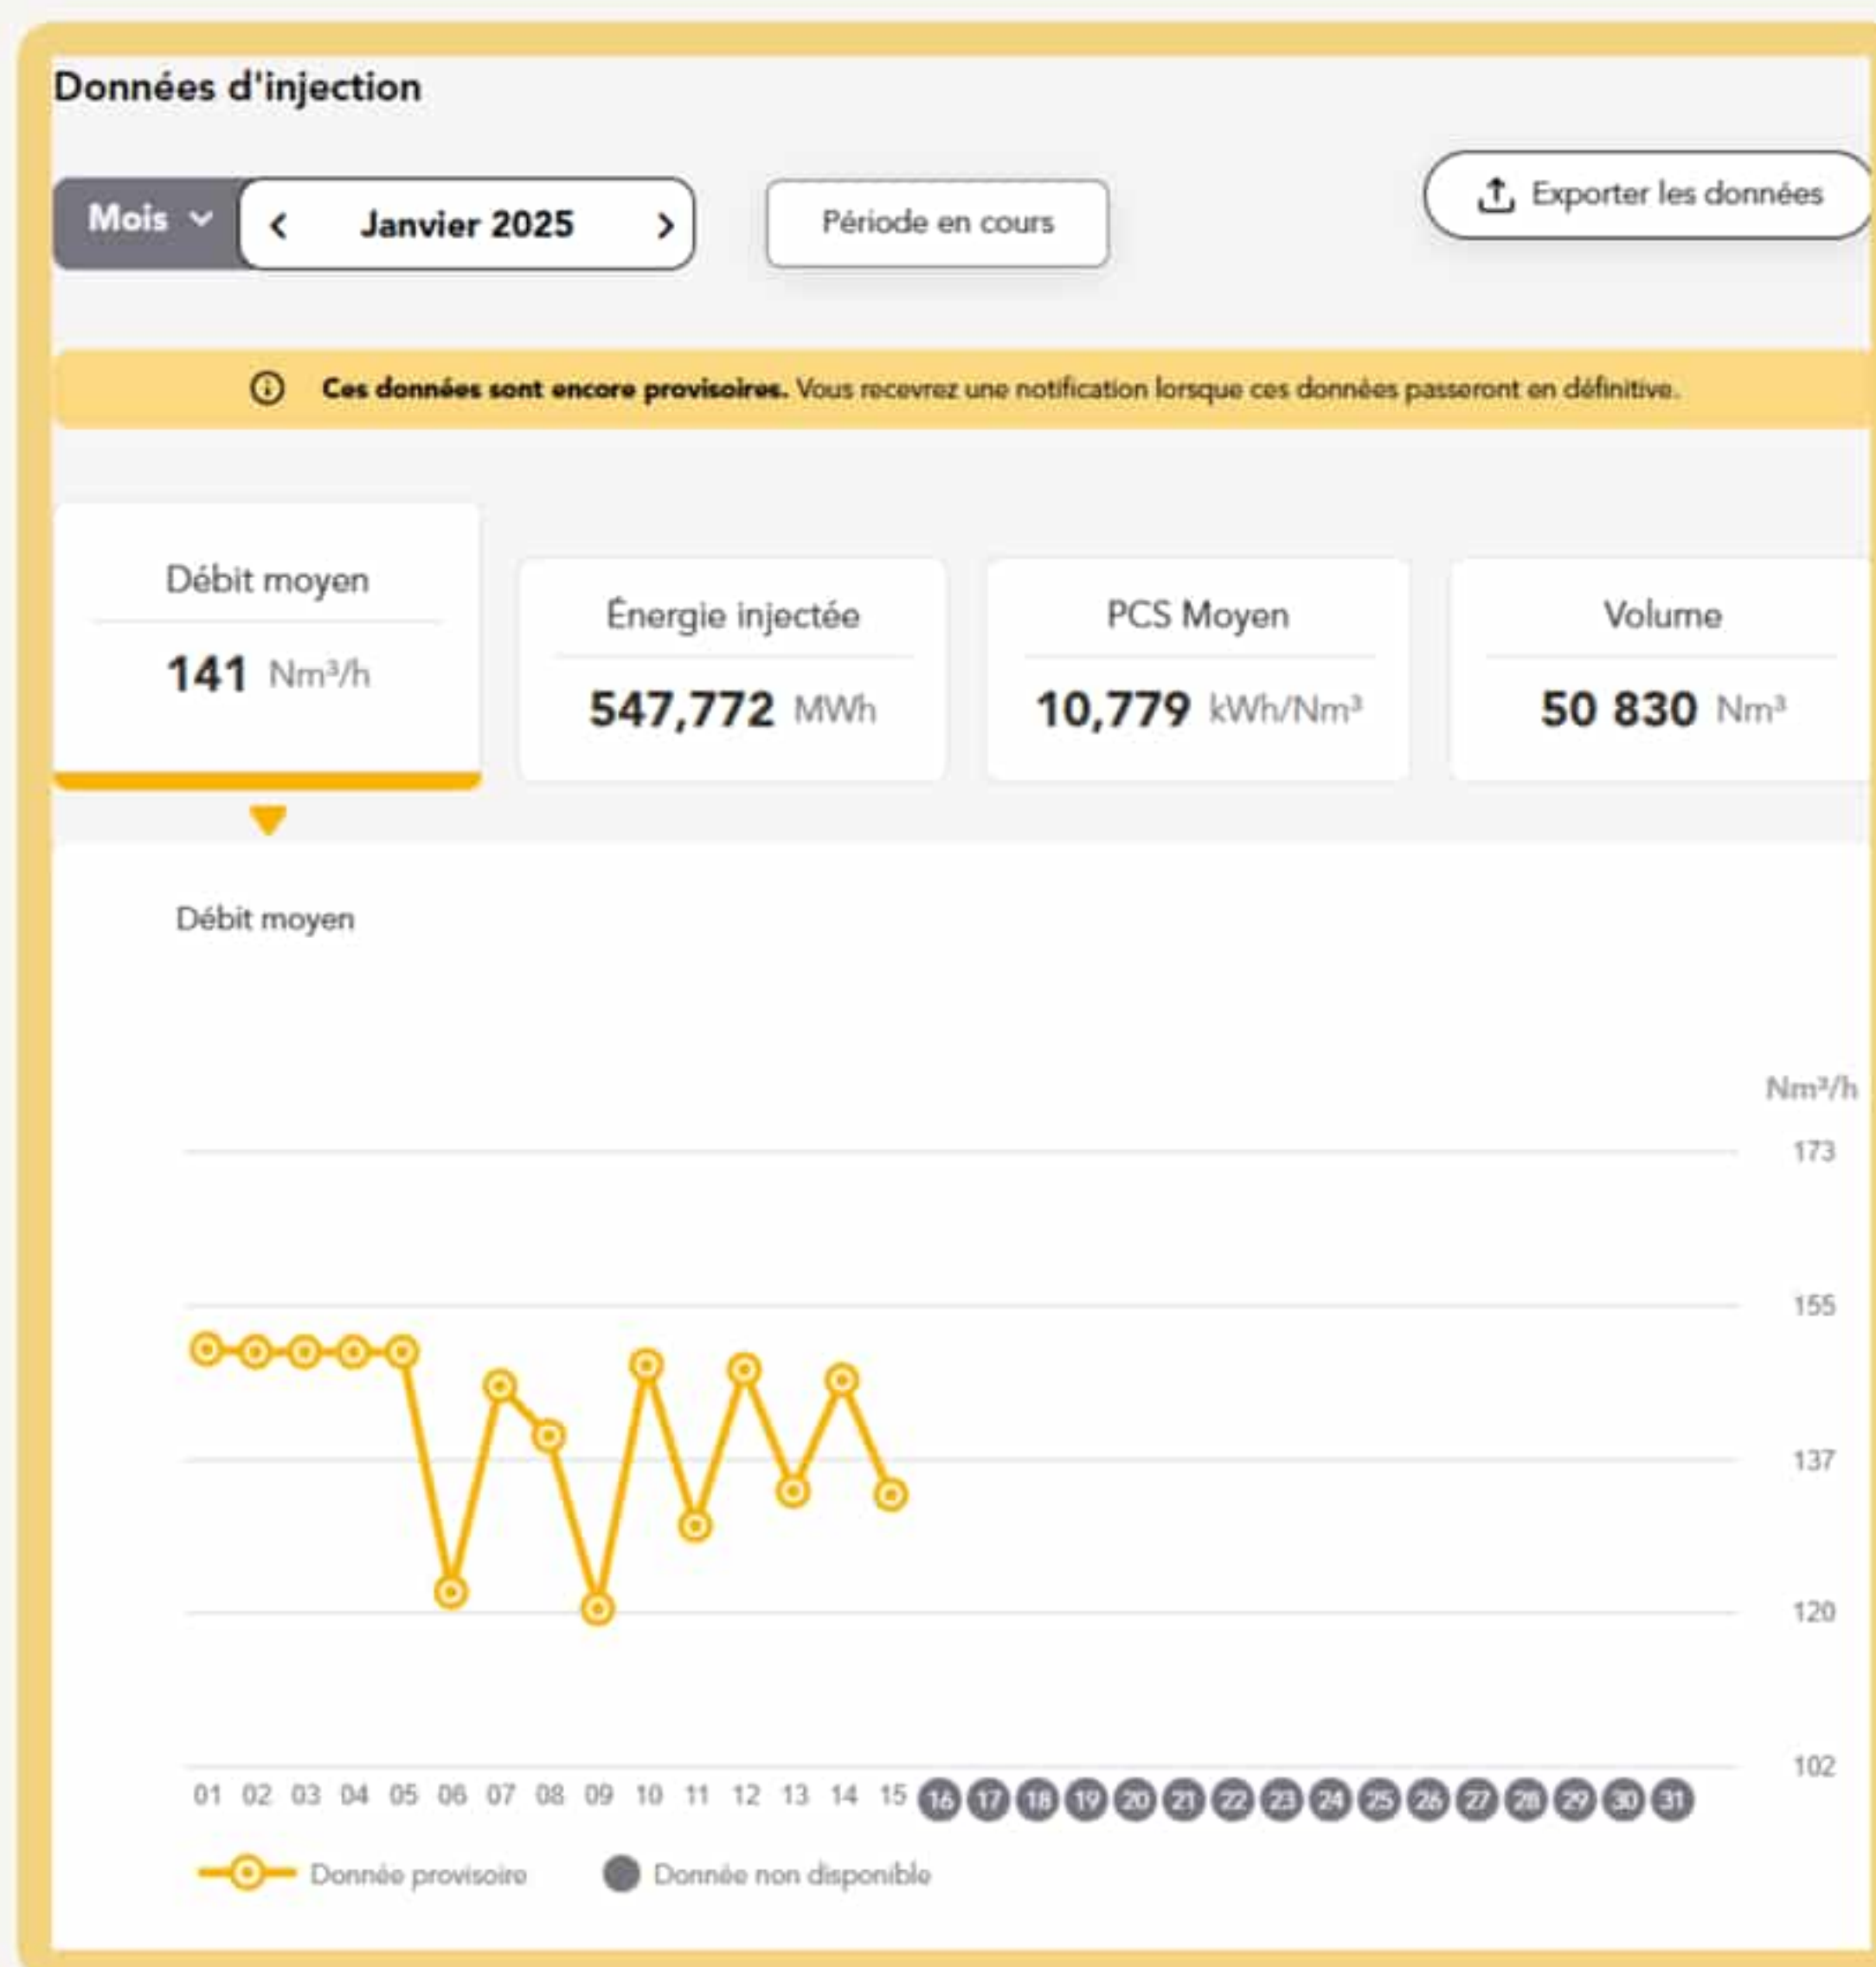 Données d'injection
Mois
Janvier 2025
Période en cours
Exporter les données
Ces données sont encore provisoires. Vous recevrez une notification lorsque ces données passeront en définitive.
Débit moyen
141 Nm³/h
Énergie injectée
547,772 MWh
PCS Moyen
10,779 kWh/Nm³
Volume
50 830 Nm³
Débit moyen
Nm³/h
173
155
137
120
102
01 02 03 04 05 06 07 08 09 10 11 12 13 14 15 16 17 18 19 20 21 22 23 24 25 26 27 28 29 30 31
Donnée provisoire
Donnée non disponible